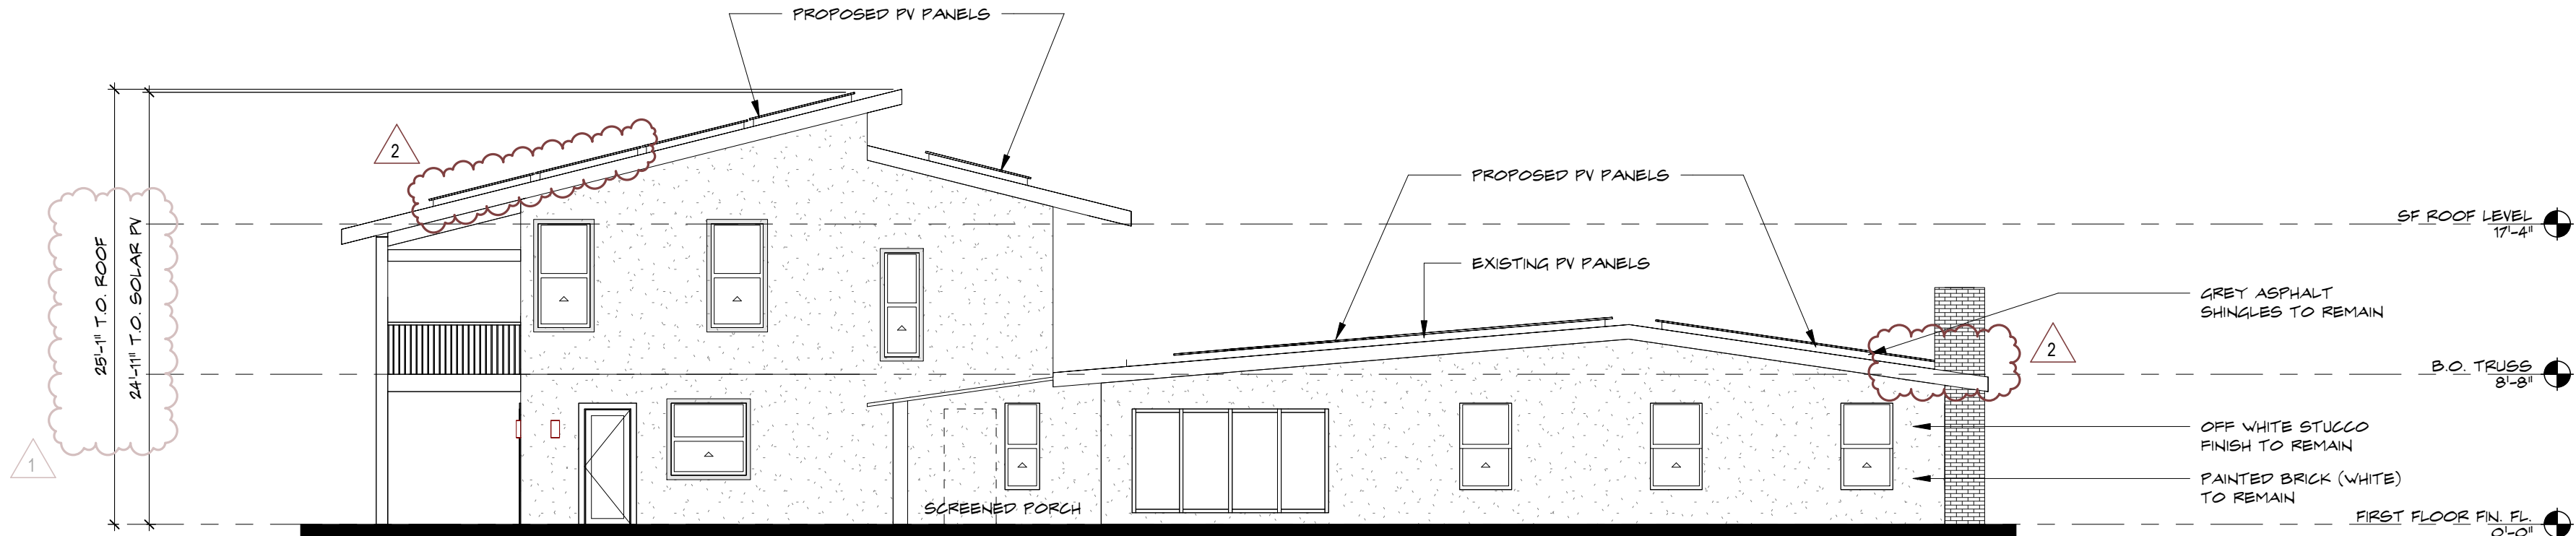 PROPOSED PV PANELS
2
PROPOSED PV PANELS
SF ROOF LEVEL
17'-4"
25'-1" T.O. ROOF
24'-11" T.O. SOLAR PV
EXISTING PV PANELS
GREY ASPHALT
SHINGLES TO REMAIN
2
B.O. TRUSS
8'-8"
OFF WHITE STUCCO
FINISH TO REMAIN
1
PAINTED BRICK (WHITE)
TO REMAIN
SCREENED PORCH
FIRST FLOOR FIN. FL.
0'-0"